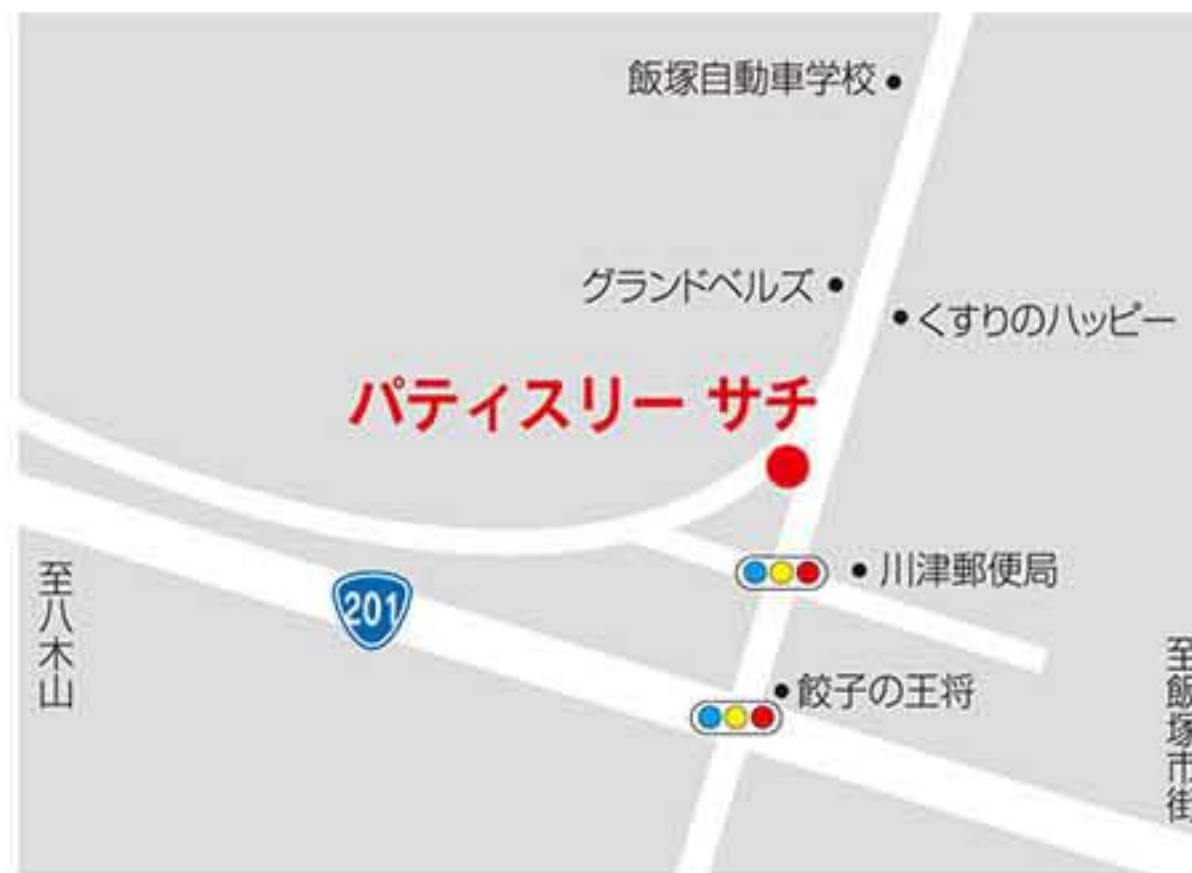 飯塚自動車学校
グランドベルズ
くすりのハッピー
パティスリー サチ
川津郵便局
201
至八木山
餃子の王将
至飯塚市街